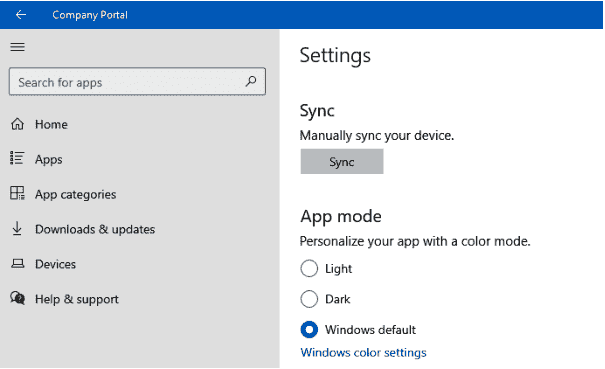 Company Portal
Search for apps
Home
Apps
App categories
Downloads & updates
Devices
Help & support
Settings
Sync
Manually sync your device.
Sync
App mode
Personalize your app with a color mode.
Light
Dark
Windows default
Windows color settings